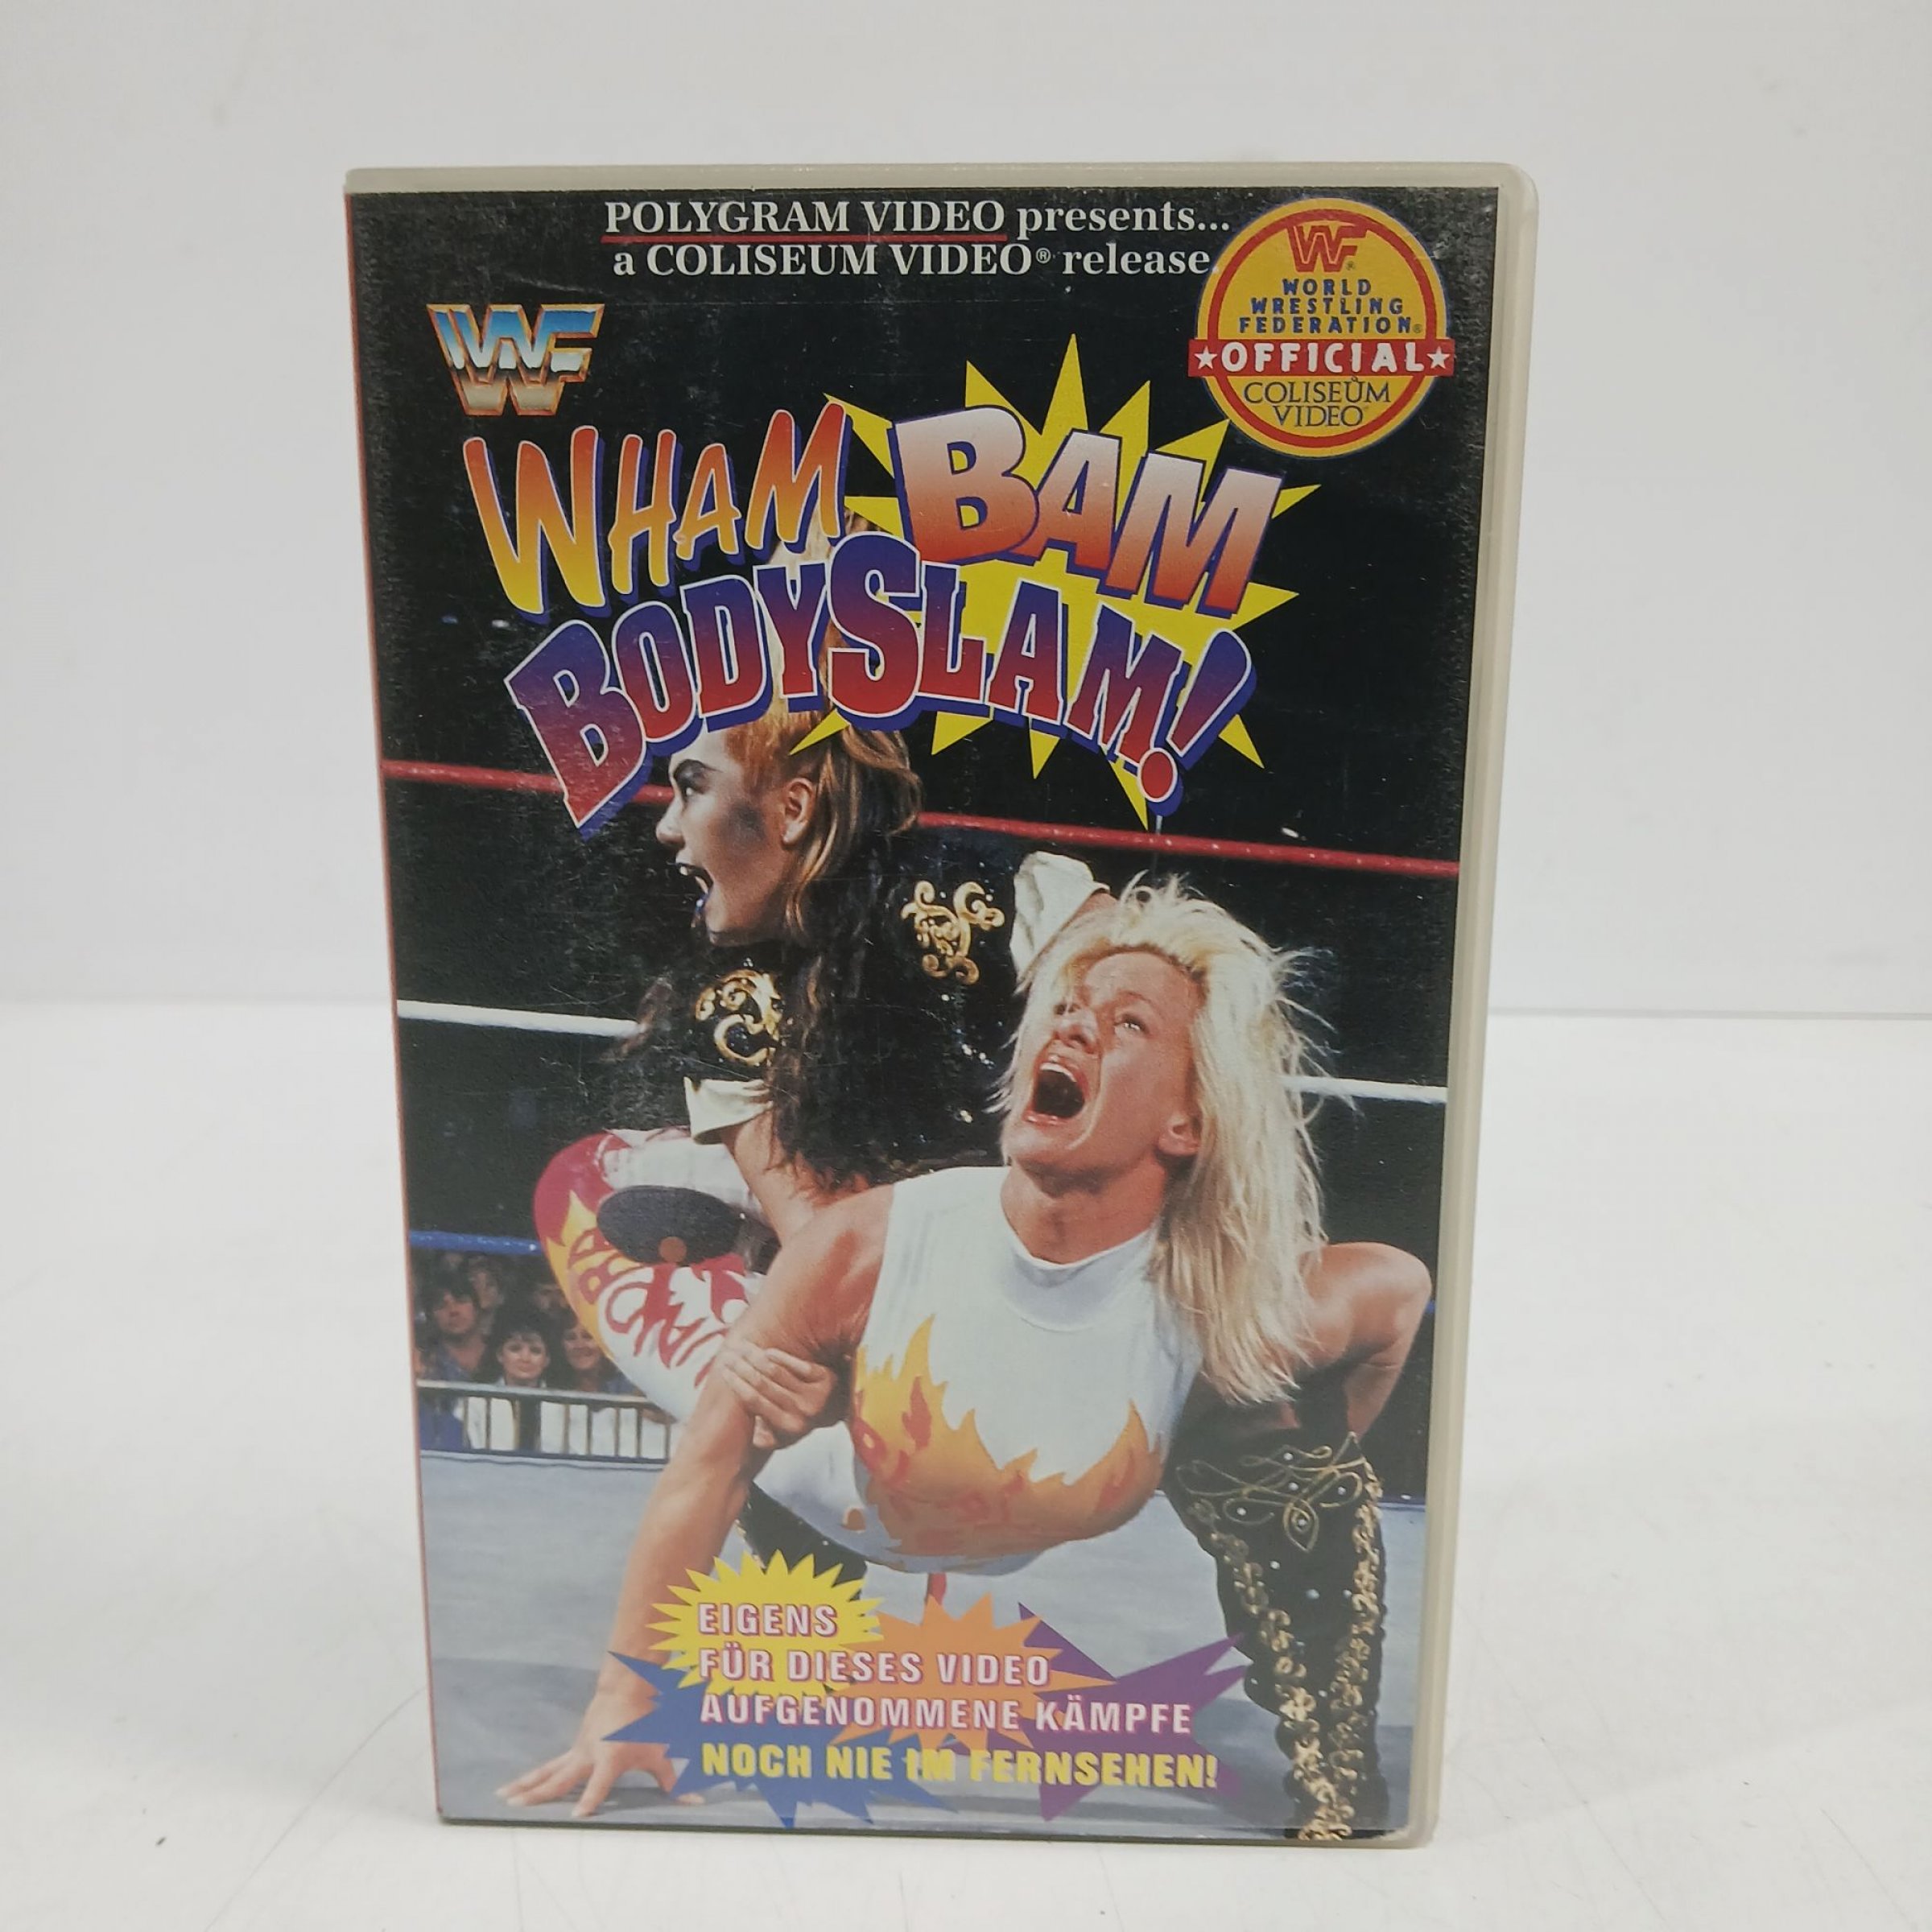 POLYGRAM VIDEO presents...
a COLISEUM VIDEO® release
WF
WF®
WORLD
WRESTLING
FEDERATION®
★OFFICIAL★
COLISEUM
VIDEO
WHAM BAM
BODYSLAM!
EIGENS
FÜR DIESES VIDEO
AUFGENOMMENE KÄMPFE
NOCH NIE IM FERNSEHEN!